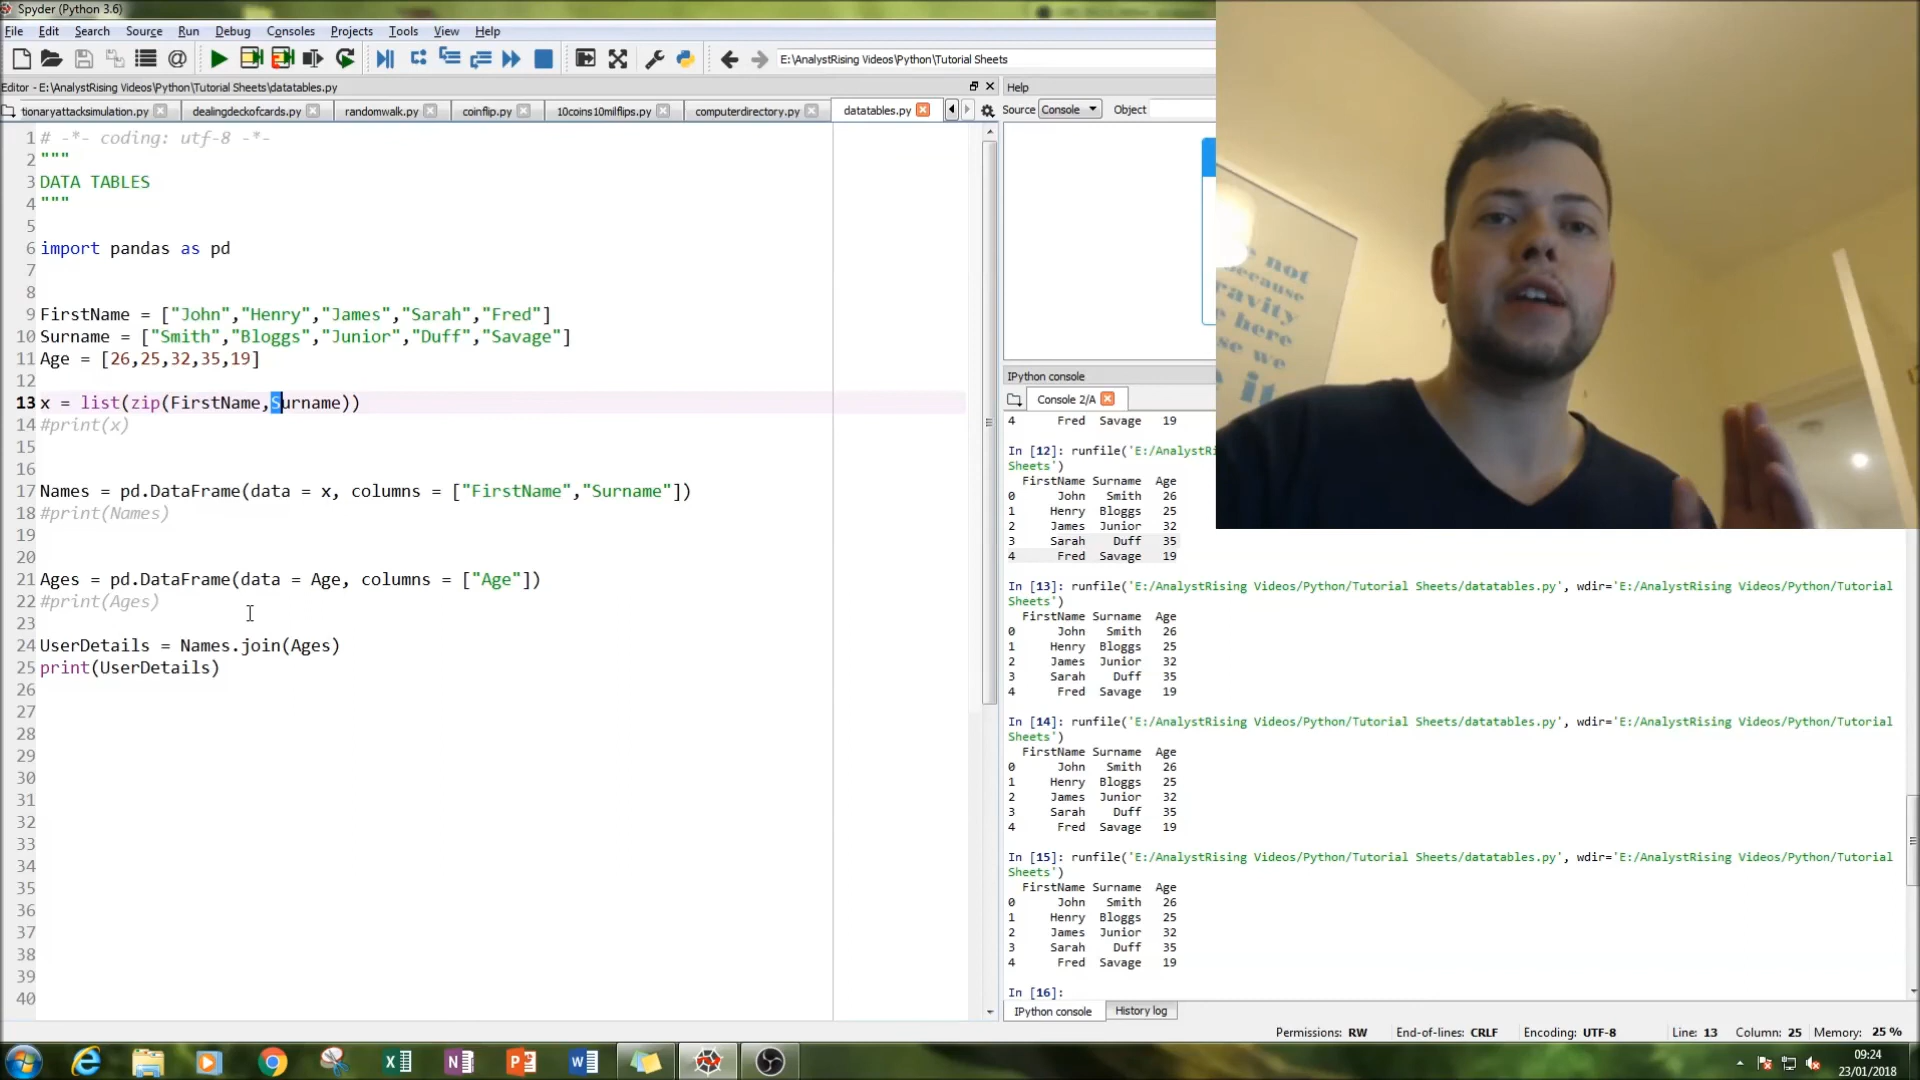 Spyder (Python 3.6)
File Edit Search Source Run Debug Consoles Projects Tools View Help
E:\AnalystRising Videos\Python\Tutorial Sheets
Editor - E:\AnalystRising Videos\Python\Tutorial Sheets\datatables.py
tionaryattacksimulation.py dealingdeckofcards.py randomwalk.py coinflip.py 10coins10milflips.py computerdirectory.py datatables.py
1 # -*- coding: utf-8 -*-
2 """
3 DATA TABLES
4 """
5
6 import pandas as pd
7
8
9 FirstName = ["John","Henry","James","Sarah","Fred"]
10 Surname = ["Smith","Bloggs","Junior","Duff","Savage"]
11 Age = [26,25,32,35,19]
12
13 x = list(zip(FirstName,Surname))
14 #print(x)
15
16
17 Names = pd.DataFrame(data = x, columns = ["FirstName","Surname"])
18 #print(Names)
19
20
21 Ages = pd.DataFrame(data = Age, columns = ["Age"])
22 #print(Ages)
23
24 UserDetails = Names.join(Ages)
25 print(UserDetails)
26
27
28
29
30
31
32
33
34
35
36
37
38
39
40
Help
Source Console Object
not
because
gravity
here
se we
it
IPython console
Console 2/A
4 Fred Savage 19
In [12]: runfile('E:/AnalystRi
Sheets')
FirstName Surname Age
0 John Smith 26
1 Henry Bloggs 25
2 James Junior 32
3 Sarah Duff 35
4 Fred Savage 19
In [13]: runfile('E:/AnalystRising Videos/Python/Tutorial Sheets/datatables.py', wdir='E:/AnalystRising Videos/Python/Tutorial
Sheets')
FirstName Surname Age
0 John Smith 26
1 Henry Bloggs 25
2 James Junior 32
3 Sarah Duff 35
4 Fred Savage 19
In [14]: runfile('E:/AnalystRising Videos/Python/Tutorial Sheets/datatables.py', wdir='E:/AnalystRising Videos/Python/Tutorial
Sheets')
FirstName Surname Age
0 John Smith 26
1 Henry Bloggs 25
2 James Junior 32
3 Sarah Duff 35
4 Fred Savage 19
In [15]: runfile('E:/AnalystRising Videos/Python/Tutorial Sheets/datatables.py', wdir='E:/AnalystRising Videos/Python/Tutorial
Sheets')
FirstName Surname Age
0 John Smith 26
1 Henry Bloggs 25
2 James Junior 32
3 Sarah Duff 35
4 Fred Savage 19
In [16]:
IPython console History log
Permissions: RW End-of-lines: CRLF Encoding: UTF-8 Line: 13 Column: 25 Memory: 25 %
09:24
23/01/2018